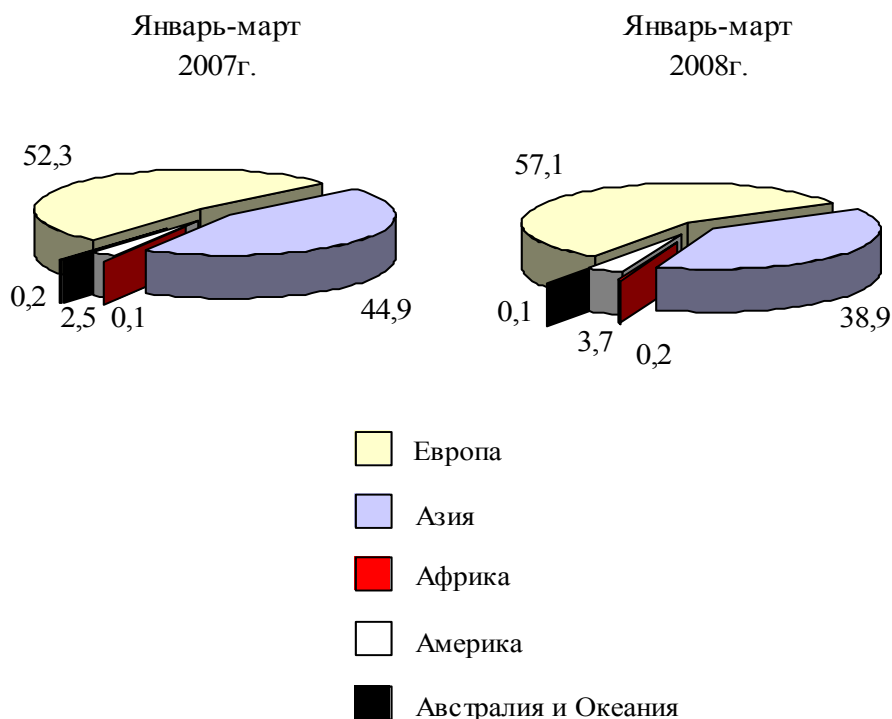 Январь-март
2007г.
52,3
0,2
2,5
0,1
44,9
Январь-март
2008г.
57,1
0,1
3,7
0,2
38,9
Европа
Азия
Африка
Америка
Австралия и Океания